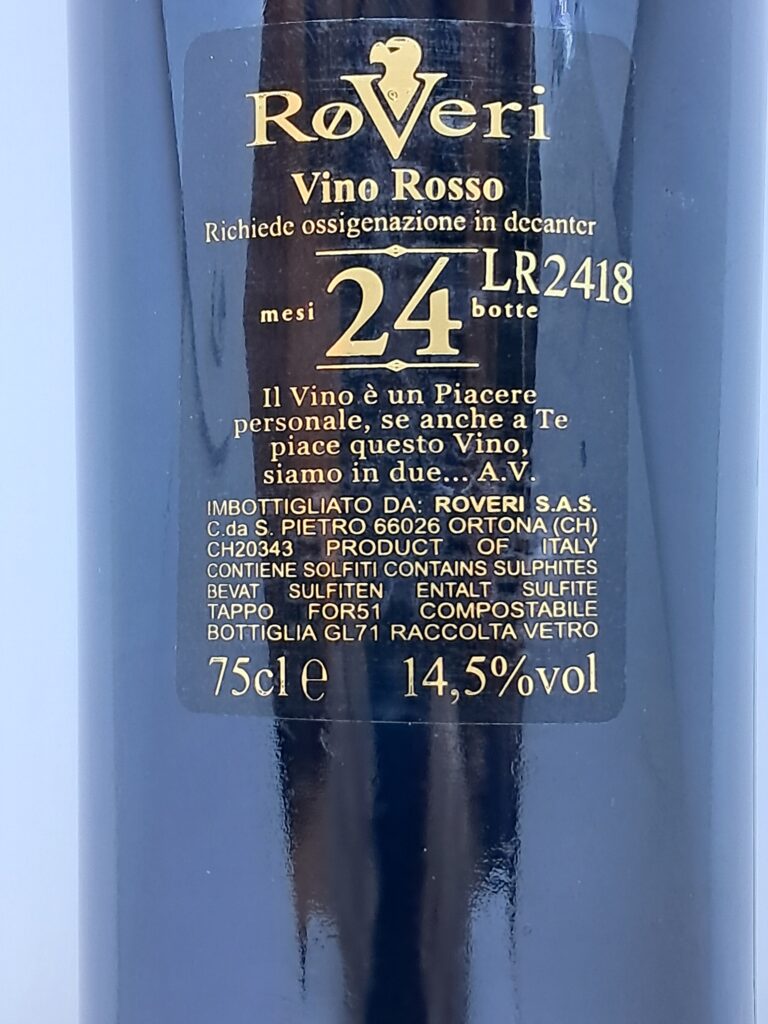 RøVeri
Vino Rosso
Richiede ossigenazione in decanter
mesi 24 botte LR2418
Il Vino è un Piacere
personale, se anche a Te
piace questo Vino,
siamo in due... A.V.
IMBOTTIGLIATO DA: ROVERI S.A.S.
C.da S. PIETRO 66026 ORTONA (CH)
CH20343 PRODUCT OF ITALY
CONTIENE SOLFITI CONTAINS SULPHITES
BEVAT SULFITEN ENTALT SULFITE
TAPPO FOR51 COMPOSTABILE
BOTTIGLIA GL71 RACCOLTA VETRO
75cl e 14,5%vol